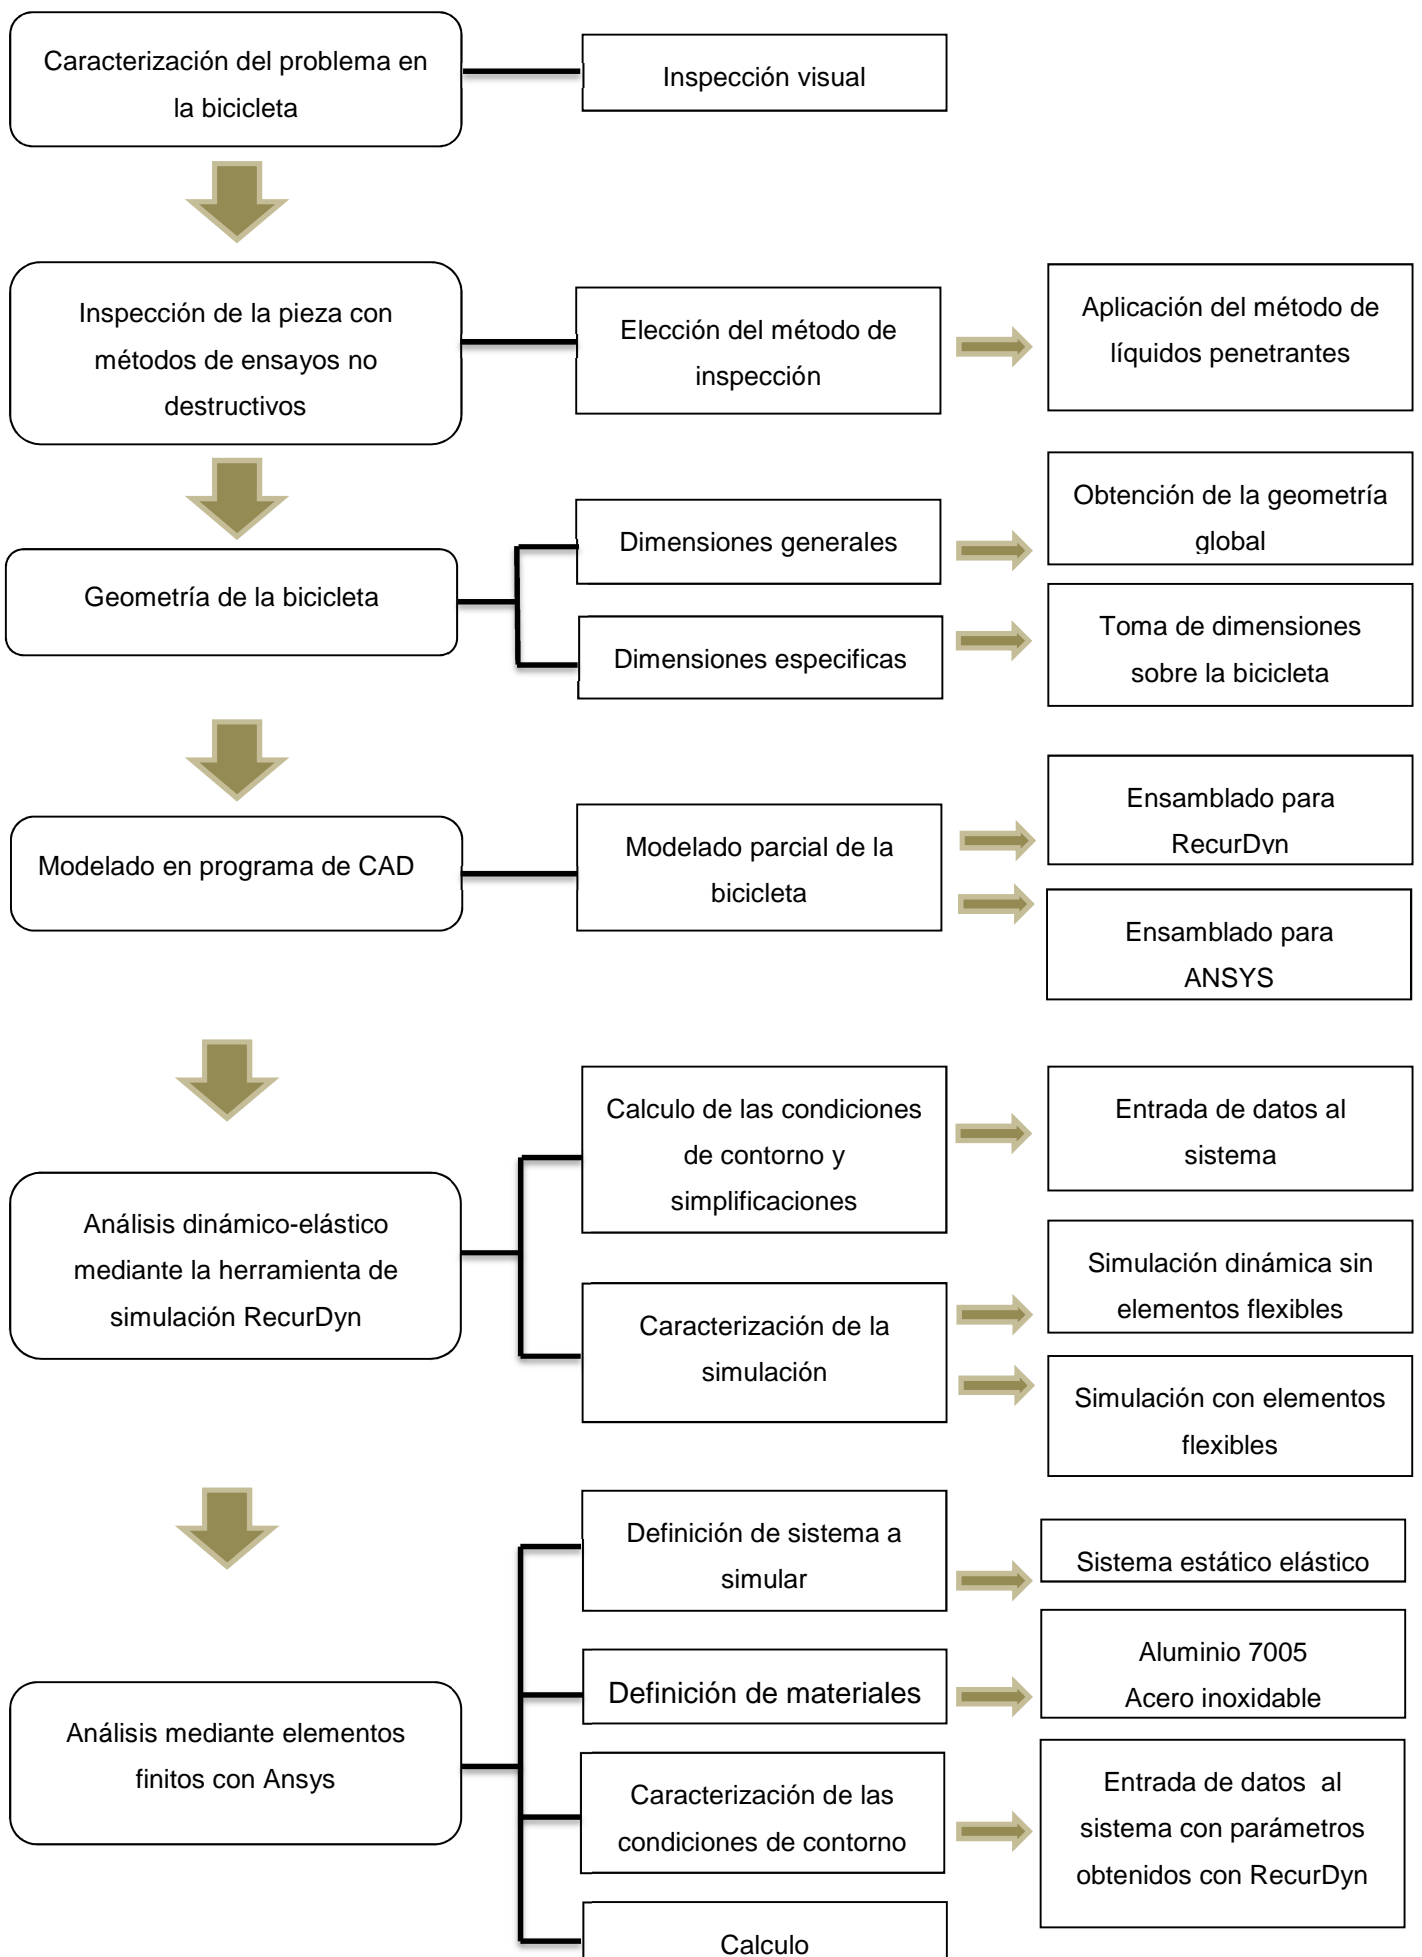 Caracterización del problema en
la bicicleta
Inspección visual
Inspección de la pieza con
métodos de ensayos no
destructivos
Elección del método de
inspección
Aplicación del método de
líquidos penetrantes
Geometría de la bicicleta
Dimensiones generales
Obtención de la geometría
global
Dimensiones especificas
Toma de dimensiones
sobre la bicicleta
Modelado en programa de CAD
Modelado parcial de la
bicicleta
Ensamblado para
RecurDyn
Ensamblado para
ANSYS
Análisis dinámico-elástico
mediante la herramienta de
simulación RecurDyn
Calculo de las condiciones
de contorno y
simplificaciones
Entrada de datos al
sistema
Caracterización de la
simulación
Simulación dinámica sin
elementos flexibles
Simulación con elementos
flexibles
Análisis mediante elementos
finitos con Ansys
Definición de sistema a
simular
Sistema estático elástico
Definición de materiales
Aluminio 7005
Acero inoxidable
Caracterización de las
condiciones de contorno
Entrada de datos  al
sistema con parámetros
obtenidos con RecurDyn
Calculo